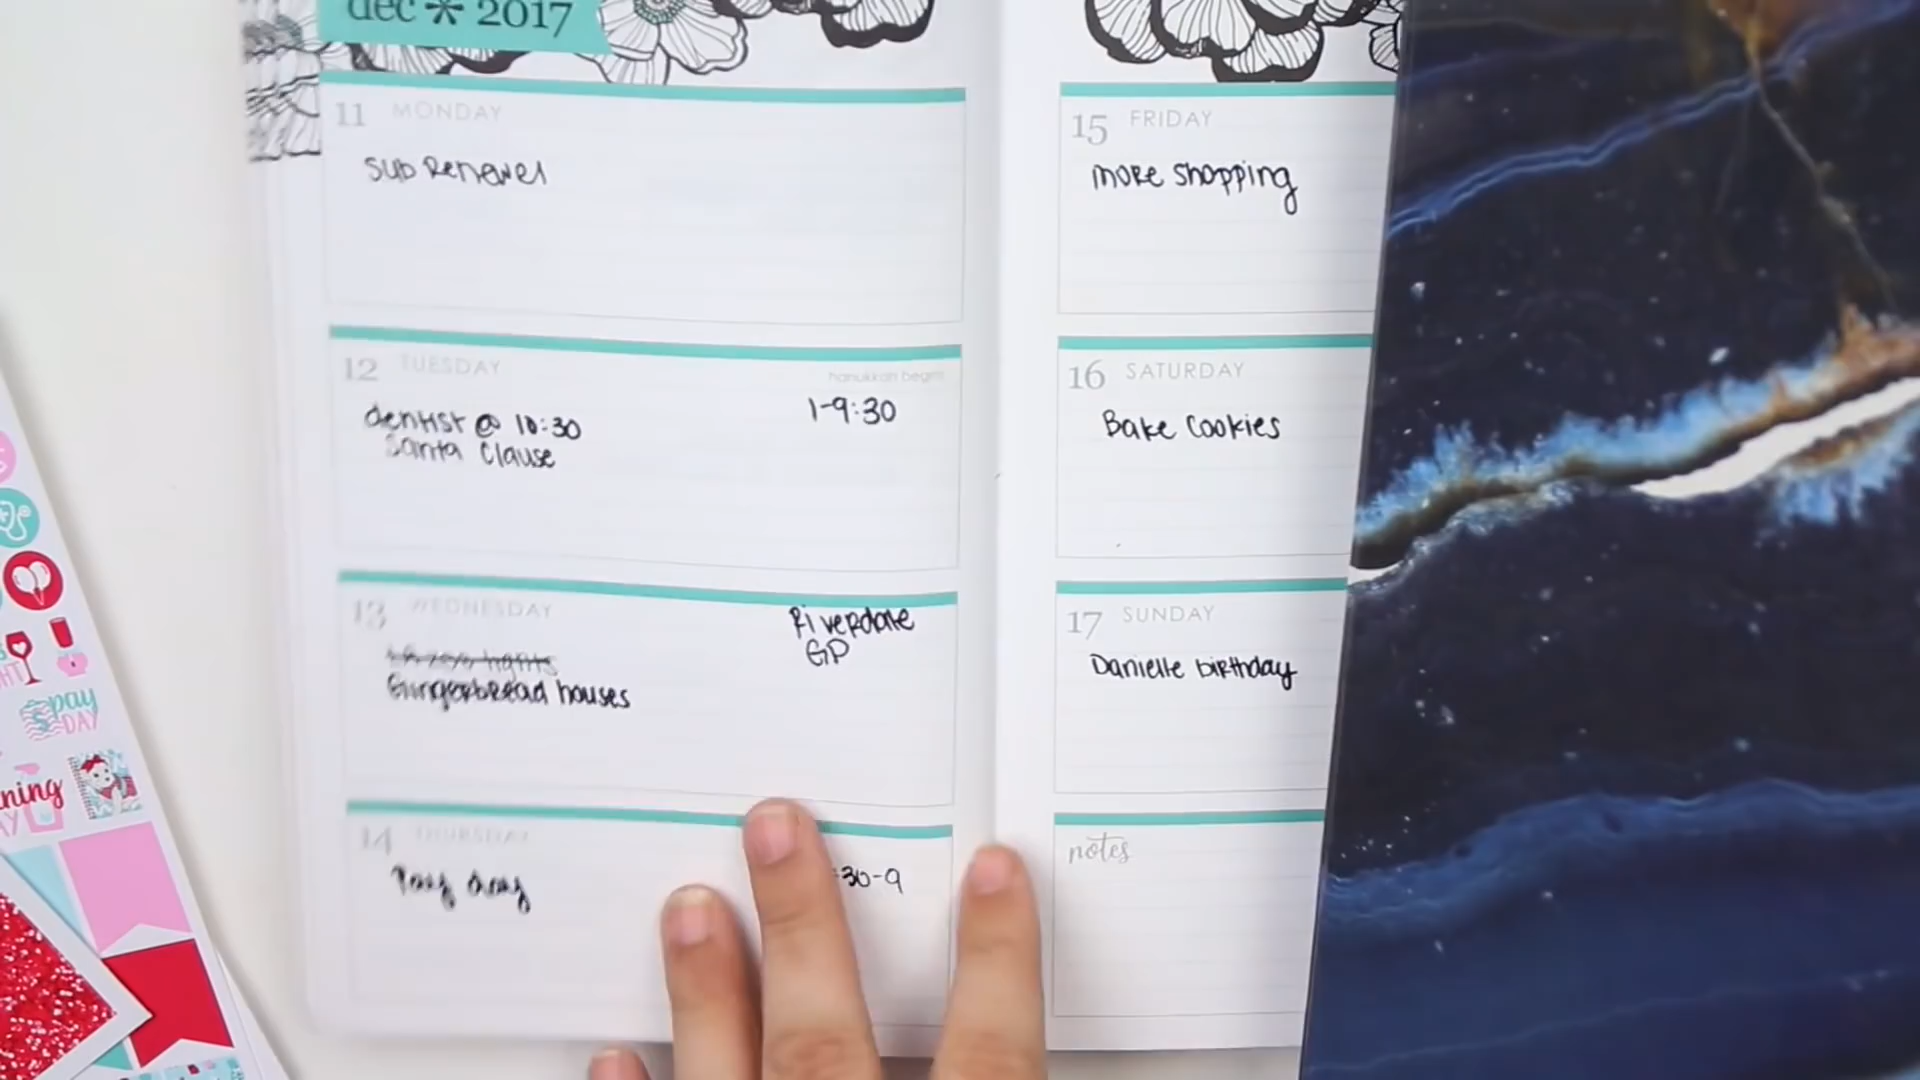 dec * 2017
11 MONDAY
Sub Renewel
12 TUESDAY
hanukkah begins
dentist @ 10:30
1-9:30
Santa Clause
13 WEDNESDAY
Riverdale
GP
lights
Gingerbread houses
14 THURSDAY
Pay day
:30-9
15 FRIDAY
more shopping
16 SATURDAY
Bake Cookies
17 SUNDAY
Danielle birthday
notes
pay
DAY